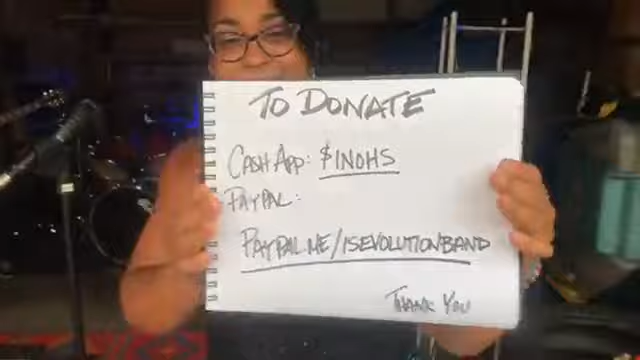 TO DONATE
CASH APP: $INOHS
PAYPAL:
PAYPAL.ME/ISEVOLUTIONBAND
THANK YOU